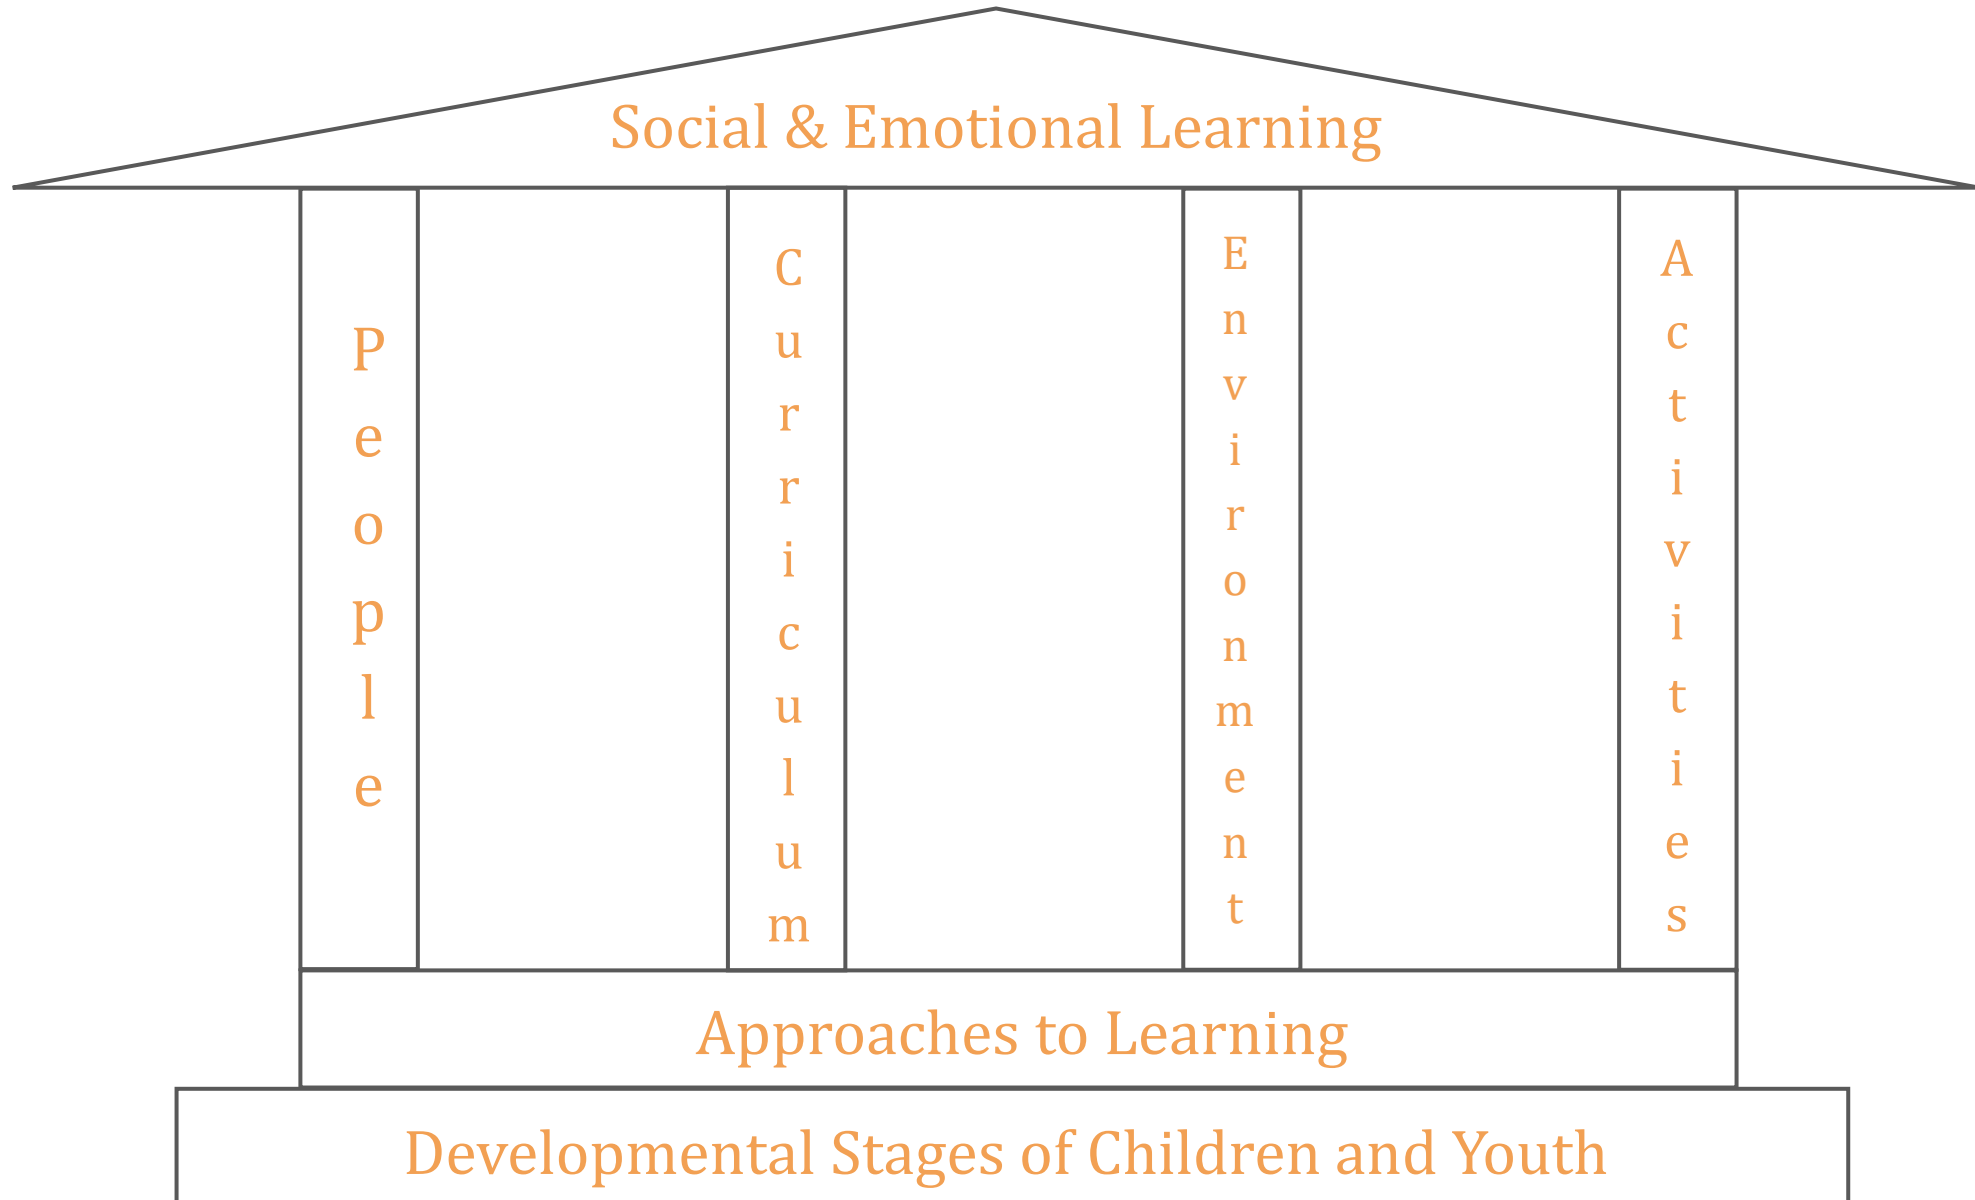 Social & Emotional Learning
People
Curriculum
Environment
Activities
Approaches to Learning
Developmental Stages of Children and Youth